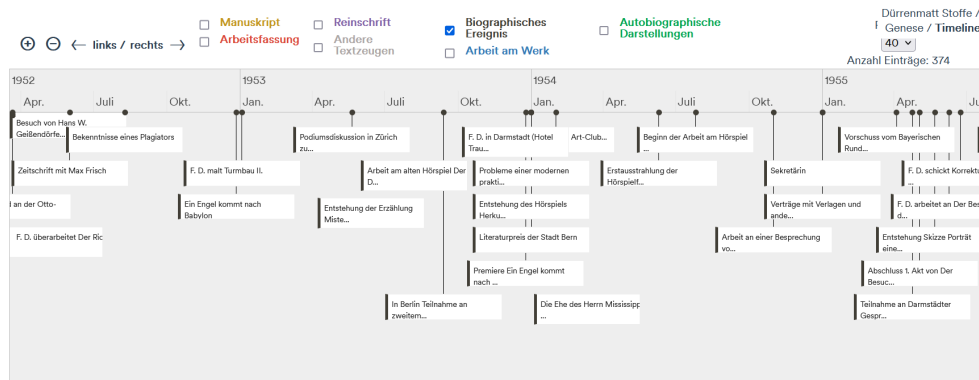 Manuskript
Arbeitsfassung
Reinschrift
Andere
Textzeugen
Biographisches
Ereignis
Arbeit am Werk
Autobiographische
Darstellungen
Dürrenmatt Stoffe /
Genese / Timeline
40
Anzahl Einträge: 374
links / rechts
1952
1953
1954
1955
Apr.
Juli
Okt.
Jan.
Apr.
Juli
Okt.
Jan.
Apr.
Juli
Okt.
Jan.
Apr.
Besuch von Hans W.
Geißendörfe...
Bekenntnisse eines Plagiators
Podiumsdiskussion in Zürich
zu...
F. D. in Darmstadt (Hotel
Trau...
Art-Club...
Beginn der Arbeit am Hörspiel
...
Vorschuss vom Bayerischen
Rund...
Zeitschrift mit Max Frisch
F. D. malt Turmbau II.
Arbeit am alten Hörspiel Der
D...
Probleme einer modernen
prakti...
Erstausstrahlung der
Hörspielf...
Sekretärin
F. D. schickt Korrektu
...
an der Otto-
Ein Engel kommt nach
Babylon
Entstehung der Erzählung
Miste...
Entstehung des Hörspiels
Herku...
Verträge mit Verlagen und
ande...
F. D. arbeitet an Der Bes
d...
F. D. überarbeitet Der Ric
Literaturpreis der Stadt Bern
Arbeit an einer Besprechung
vo...
Entstehung Skizze Porträt
eine...
Premiere Ein Engel kommt
nach ...
Abschluss 1. Akt von Der
Besuc...
In Berlin Teilnahme an
zweitem...
Die Ehe des Herrn Mississipp
...
Teilnahme an Darmstädter
Gespr...